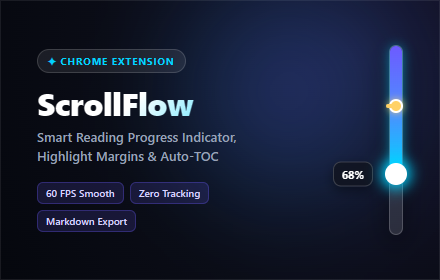 ✦ CHROME EXTENSION
ScrollFlow
Smart Reading Progress Indicator,
Highlight Margins & Auto-TOC
60 FPS Smooth
Zero Tracking
Markdown Export
68%